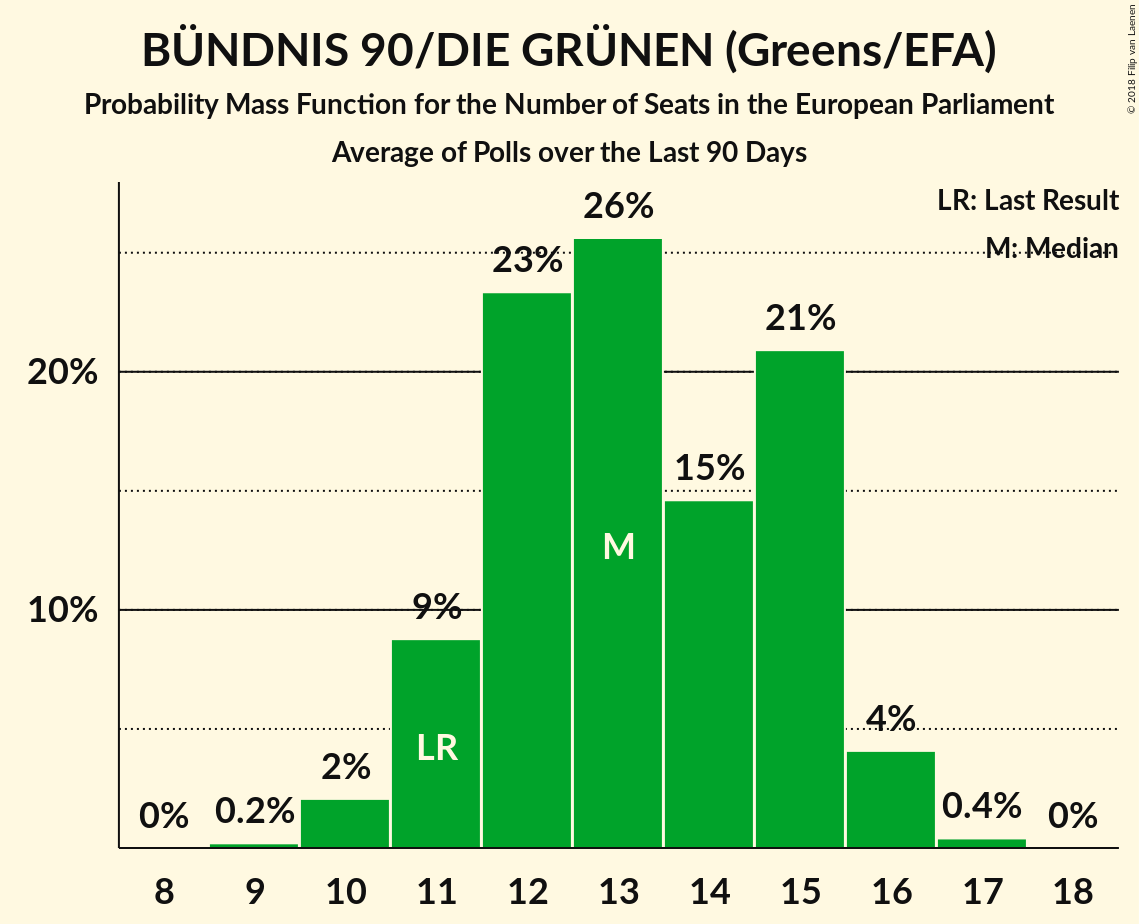 BÜNDNIS 90/DIE GRÜNEN (Greens/EFA)
Probability Mass Function for the Number of Seats in the European Parliament
Average of Polls over the Last 90 Days
© 2018 Filip van Laenen
LR: Last Result
M: Median
26%
23%
21%
20%
15%
M
10%
9%
LR
4%
2%
0%
0.2%
0.4%
0%
8 9 10 11 12 13 14 15 16 17 18